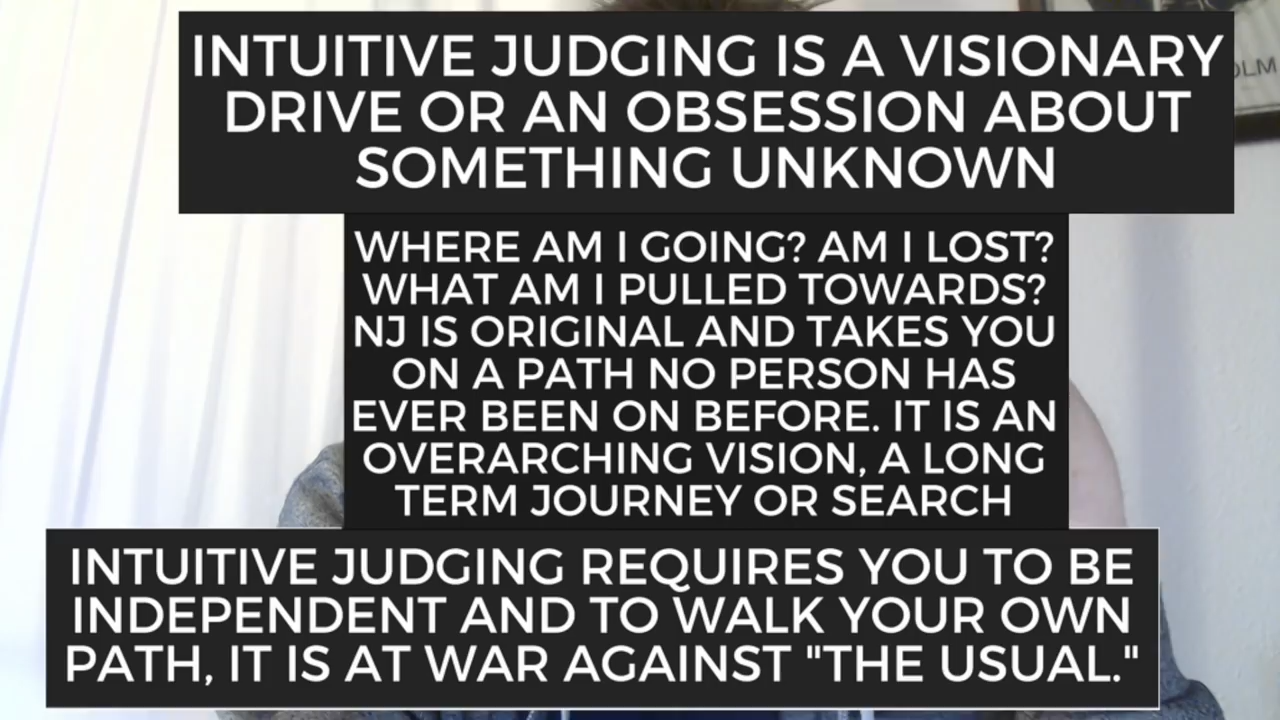 INTUITIVE JUDGING IS A VISIONARY
DRIVE OR AN OBSESSION ABOUT
SOMETHING UNKNOWN
WHERE AM I GOING? AM I LOST?
WHAT AM I PULLED TOWARDS?
NJ IS ORIGINAL AND TAKES YOU
ON A PATH NO PERSON HAS
EVER BEEN ON BEFORE. IT IS AN
OVERARCHING VISION, A LONG
TERM JOURNEY OR SEARCH
INTUITIVE JUDGING REQUIRES YOU TO BE
INDEPENDENT AND TO WALK YOUR OWN
PATH, IT IS AT WAR AGAINST "THE USUAL."